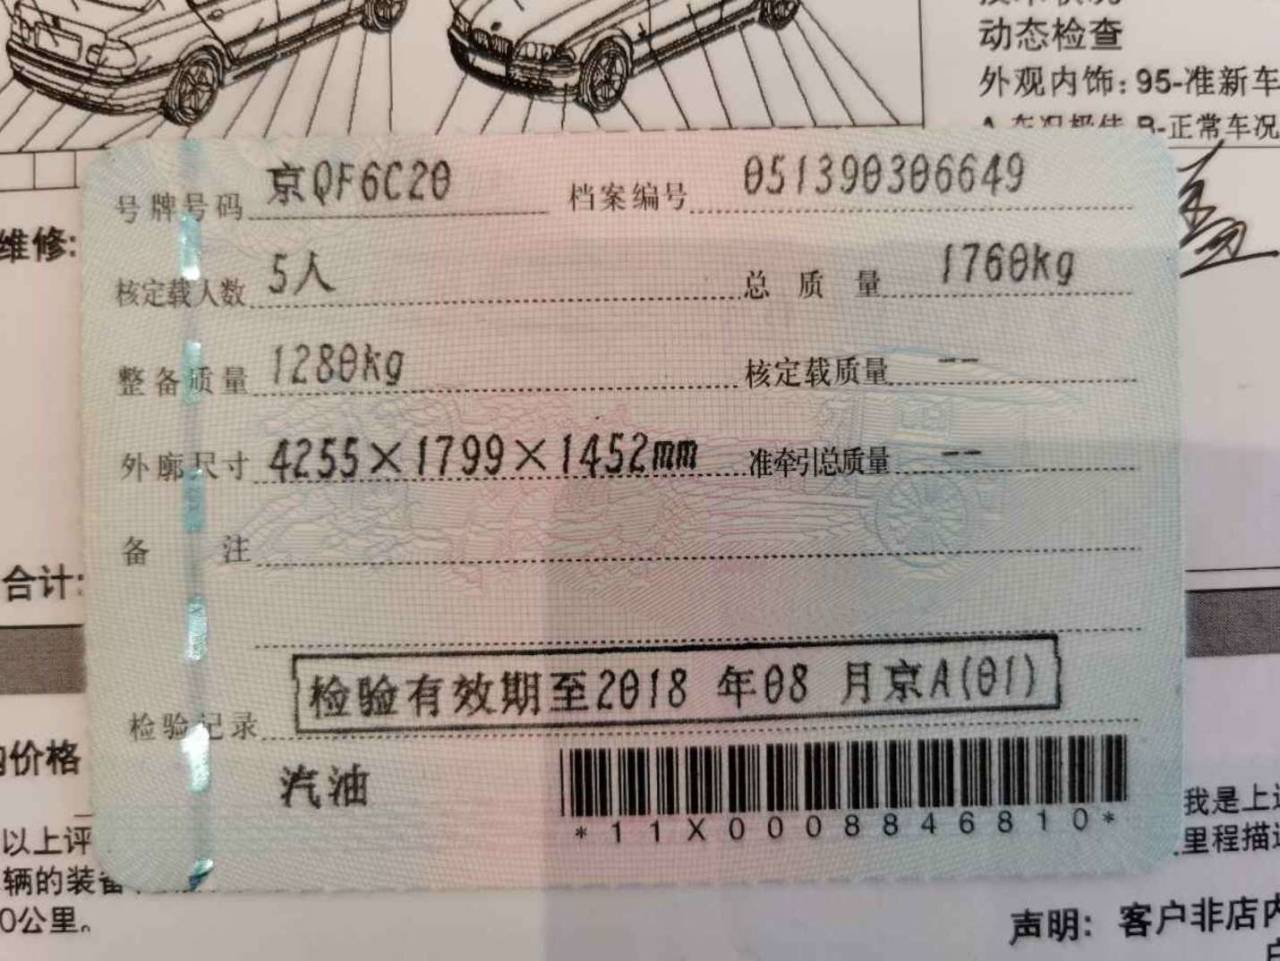 动态检查
外观内饰：95-准新车
B-正常车况
号牌号码 京QF6C20 档案编号 051390306649
维修：
核定载人数 5人 总质量 1760kg
整备质量 1280kg 核定载质量 --
外廓尺寸 4255×1799×1452mm 准牵引总质量 --
备注
合计：
检验记录 检验有效期至2018 年08 月京A(01)
价格
汽油
*11X0008846810*
我是上
以上评
里程描
辆的装备
0公里。
声明：客户非店内